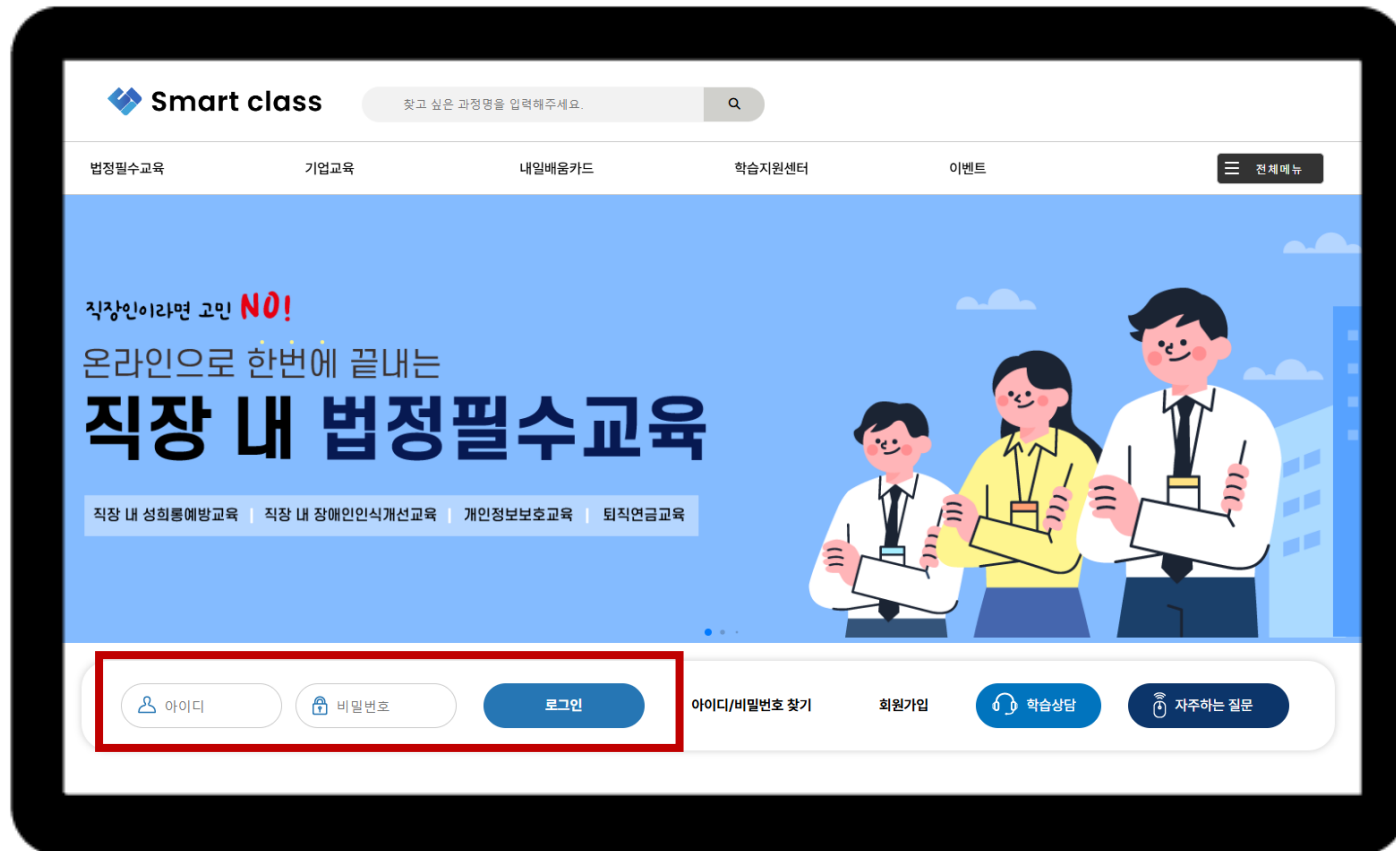 Smart class
찾고 싶은 과정명을 입력해주세요.
법정필수교육 기업교육 내일배움카드 학습지원센터 이벤트 전체메뉴
직장인이라면 고민 NO!
온라인으로 한번에 끝내는
직장 내 법정필수교육
직장 내 성희롱예방교육 | 직장 내 장애인인식개선교육 | 개인정보보호교육 | 퇴직연금교육
아이디 비밀번호 로그인 아이디/비밀번호 찾기 회원가입 학습상담 자주하는 질문